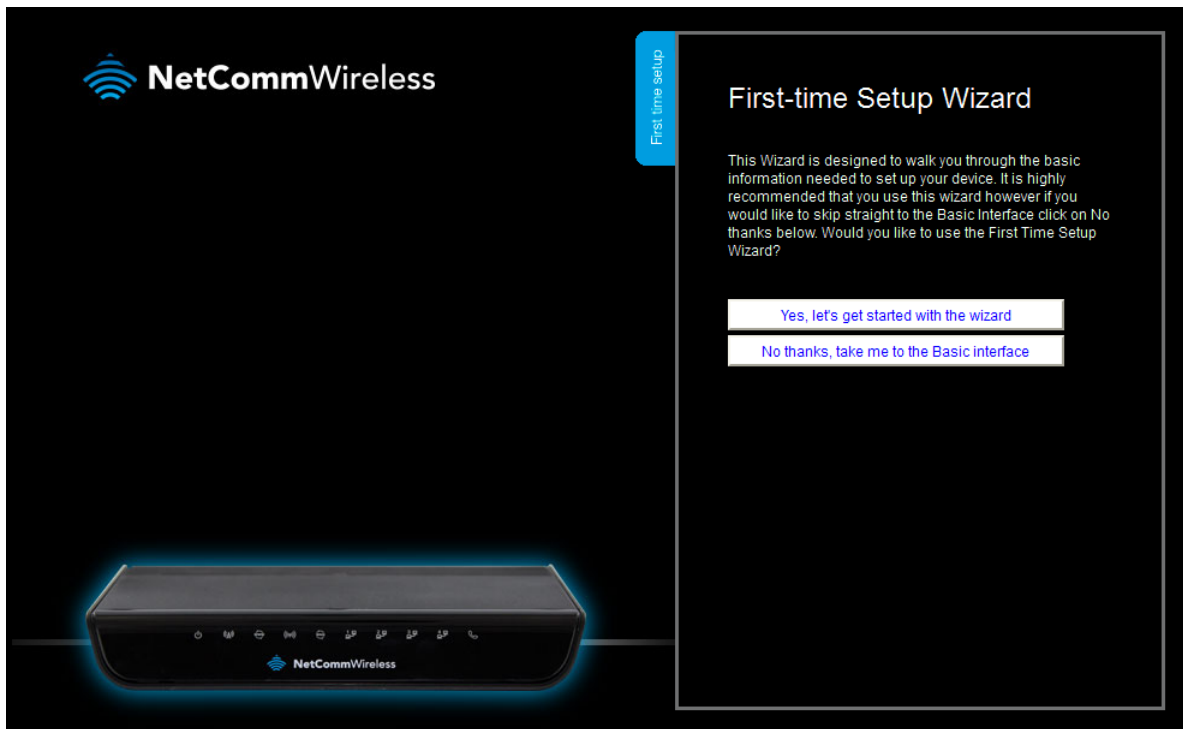 NetCommWireless
First time setup
First-time Setup Wizard
This Wizard is designed to walk you through the basic
information needed to set up your device. It is highly
recommended that you use this wizard however if you
would like to skip straight to the Basic Interface click on No
thanks below. Would you like to use the First Time Setup
Wizard?
Yes, let's get started with the wizard
No thanks, take me to the Basic interface
NetCommWireless